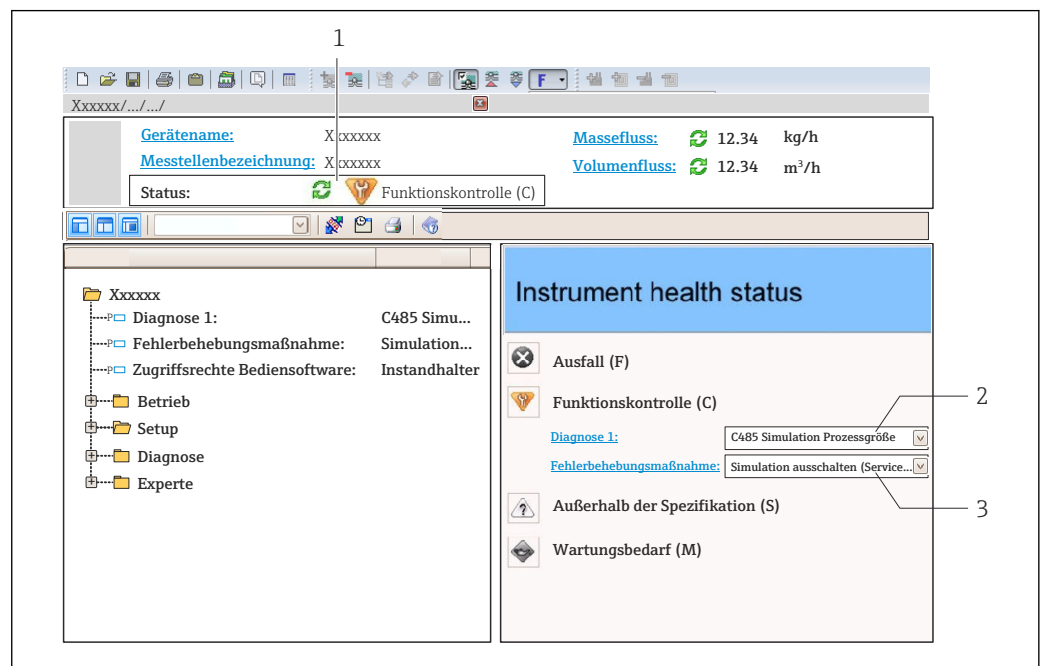 1
F
Xxxxxx/.../.../
Gerätename: Xxxxxxx Massefluss: 12.34 kg/h
Messtellenbezeichnung: Xxxxxxx Volumenfluss: 12.34 m³/h
Status: Funktionskontrolle (C)
Xxxxxx
P Diagnose 1: C485 Simu...
P Fehlerbehebungsmaßnahme: Simulation...
P Zugriffsrechte Bediensoftware: Instandhalter
Betrieb
Setup
Diagnose
Experte
Instrument health status
Ausfall (F)
Funktionskontrolle (C)
2
Diagnose 1: C485 Simulation Prozessgröße
Fehlerbehebungsmaßnahme: Simulation ausschalten (Service...
Außerhalb der Spezifikation (S)
3
Wartungsbedarf (M)